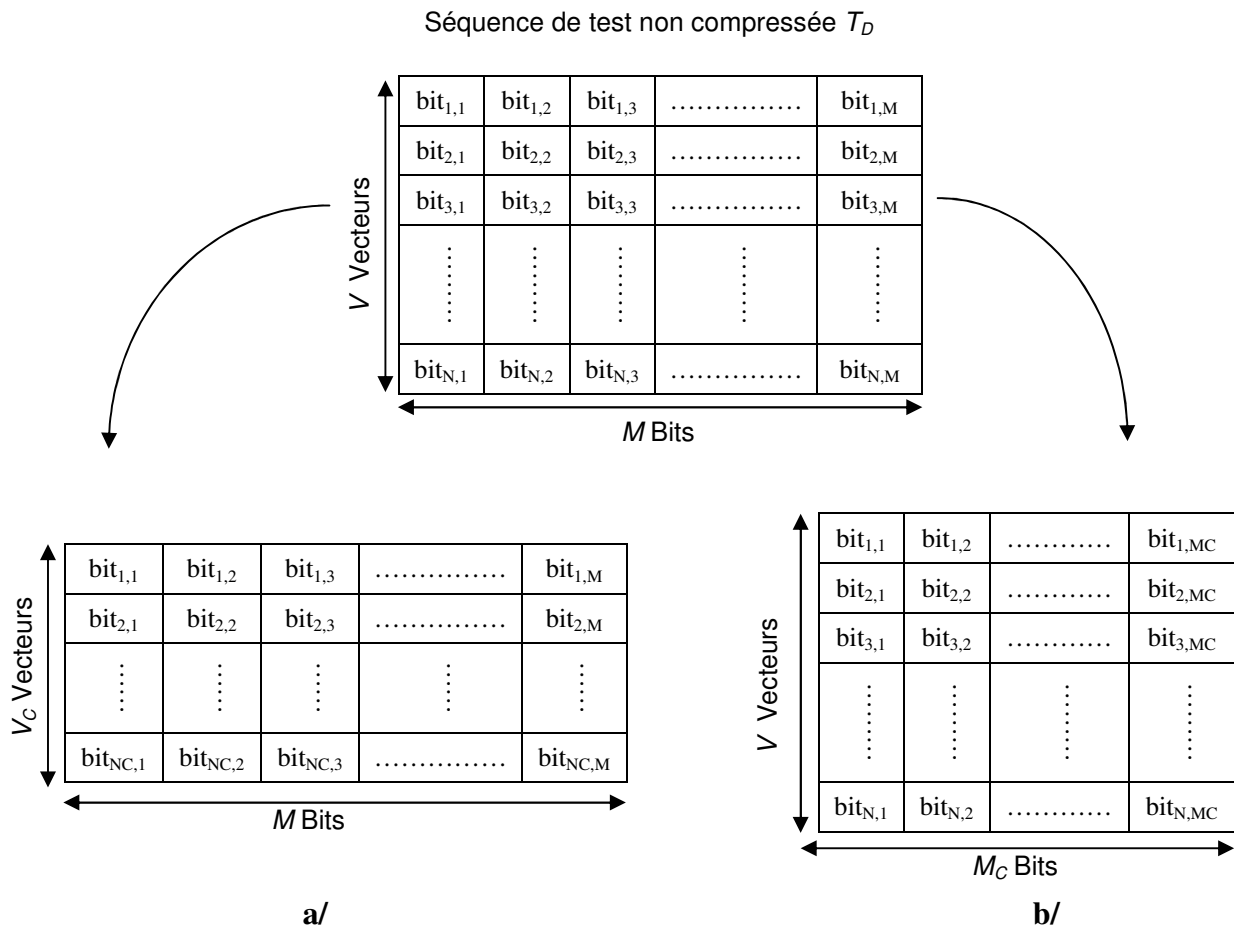 Séquence de test non compressée T_D
bit1,1 bit1,2 bit1,3 …………… bit1,M
bit2,1 bit2,2 bit2,3 …………… bit2,M
bit3,1 bit3,2 bit3,3 …………… bit3,M
bitN,1 bitN,2 bitN,3 …………… bitN,M
V Vecteurs
M Bits
bit1,1 bit1,2 bit1,3 …………… bit1,M
bit2,1 bit2,2 bit2,3 …………… bit2,M
bitNC,1 bitNC,2 bitNC,3 …………… bitNC,M
V_C Vecteurs
M Bits
a/
bit1,1 bit1,2 ………… bit1,MC
bit2,1 bit2,2 ………… bit2,MC
bit3,1 bit3,2 ………… bit3,MC
bitN,1 bitN,2 ………… bitN,MC
V Vecteurs
M_C Bits
b/